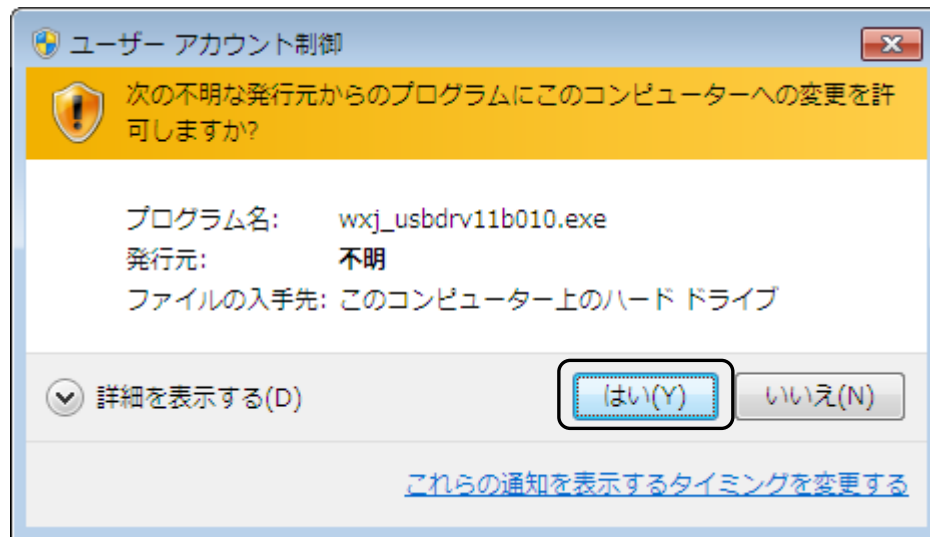 ユーザー アカウント制御
次の不明な発行元からのプログラムにこのコンピューターへの変更を許
可しますか?
プログラム名: wxj_usbdrv11b010.exe
発行元: 不明
ファイルの入手先: このコンピューター上のハード ドライブ
詳細を表示する(D) はい(Y) いいえ(N)
これらの通知を表示するタイミングを変更する